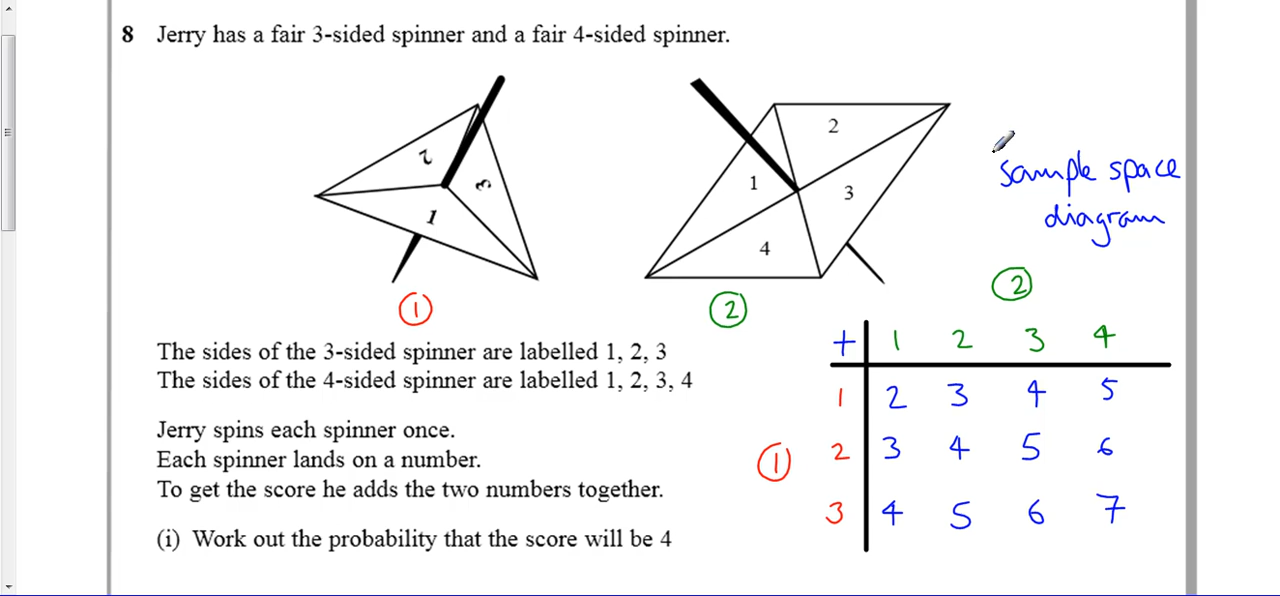 8 Jerry has a fair 3-sided spinner and a fair 4-sided spinner.
2
3
1
2
1
3
4
sample space
diagram
1
2
2
The sides of the 3-sided spinner are labelled 1, 2, 3
The sides of the 4-sided spinner are labelled 1, 2, 3, 4
Jerry spins each spinner once.
Each spinner lands on a number.
To get the score he adds the two numbers together.
(i) Work out the probability that the score will be 4
+ 1 2 3 4
1 2 3 4 5
1
2 3 4 5 6
3 4 5 6 7